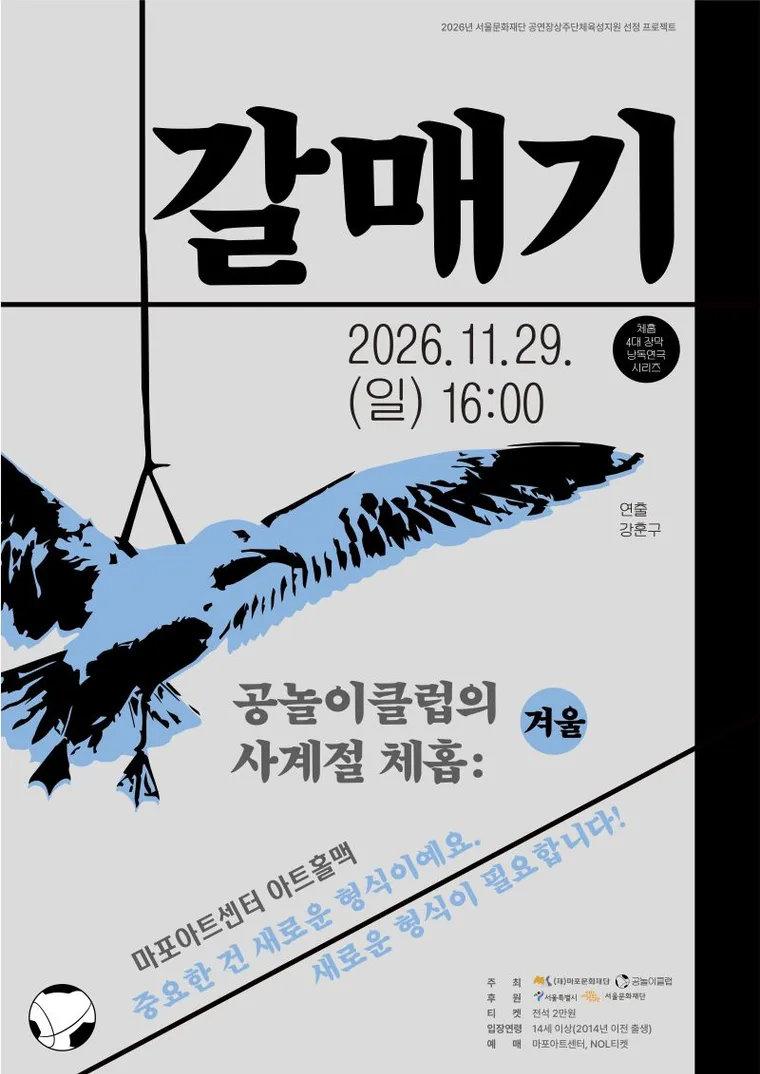 2026년 서울문화재단 공연장상주단체육성지원 선정 프로젝트
갈매기
2026.11.29.
(일) 16:00
체홉
4대 장막
낭독연극
시리즈
연출
강훈구
공놀이클럽의
사계절 체홉:
겨울
마포아트센터 아트홀맥
중요한 건 새로운 형식이예요.
새로운 형식이 필요합니다!
주 최 (재)마포문화재단 공놀이클럽
후 원 서울특별시 서울문화재단
티 켓 전석 2만원
입장연령 14세 이상(2014년 이전 출생)
예 매 마포아트센터, NOL티켓